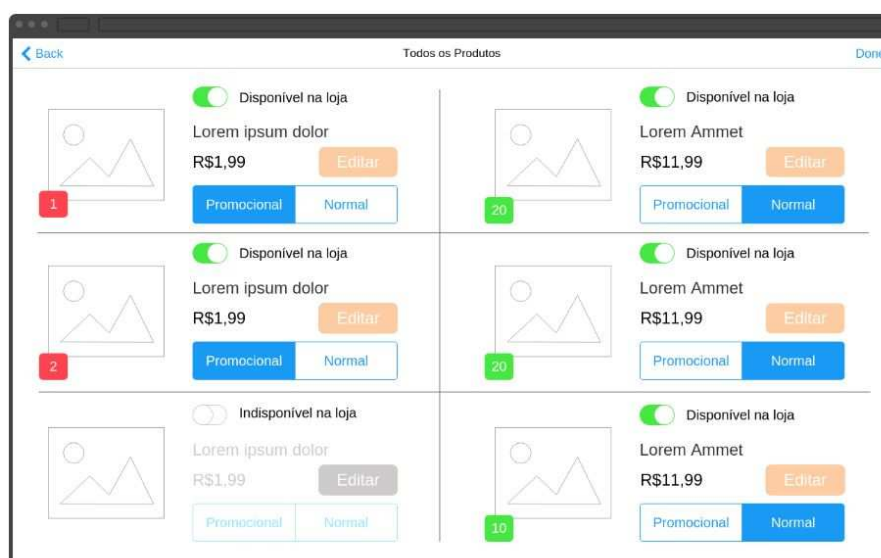 Back
Todos os Produtos
Done
Disponível na loja
Lorem ipsum dolor
R$1,99
Editar
1
Promocional
Normal
Disponível na loja
Lorem Ammet
R$11,99
Editar
20
Promocional
Normal
Disponível na loja
Lorem ipsum dolor
R$1,99
Editar
2
Promocional
Normal
Disponível na loja
Lorem Ammet
R$11,99
Editar
20
Promocional
Normal
Indisponível na loja
Lorem ipsum dolor
R$1,99
Editar
Promocional
Normal
Disponível na loja
Lorem Ammet
R$11,99
Editar
10
Promocional
Normal